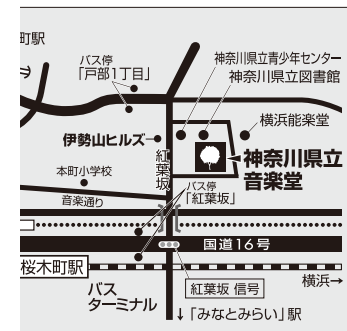 町駅
バス停
「戸部1丁目」
神奈川県立青少年センター
神奈川県立図書館
横浜能楽堂
伊勢山ヒルズ
紅葉坂
神奈川県立
音楽堂
本町小学校
音楽通り
バス停
「紅葉坂」
国道16号
桜木町駅
横浜→
バス
ターミナル
紅葉坂 信号
↓「みなとみらい」駅